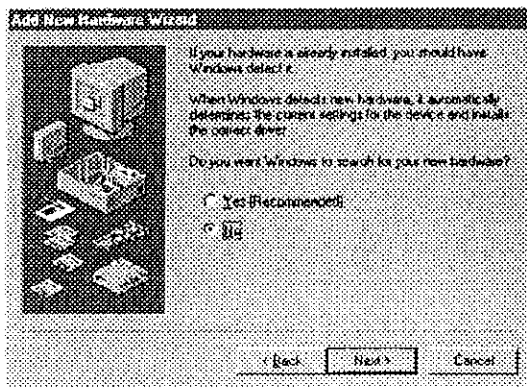 Add New Hardware Wizard
If your hardware is already installed, you should have
Windows detect it.
When Windows detects new hardware, it automatically
determines the current settings for the device and installs
the correct driver.
Do you want Windows to search for your new hardware?
Yes (Recommended)
No
< Back
Next >
Cancel